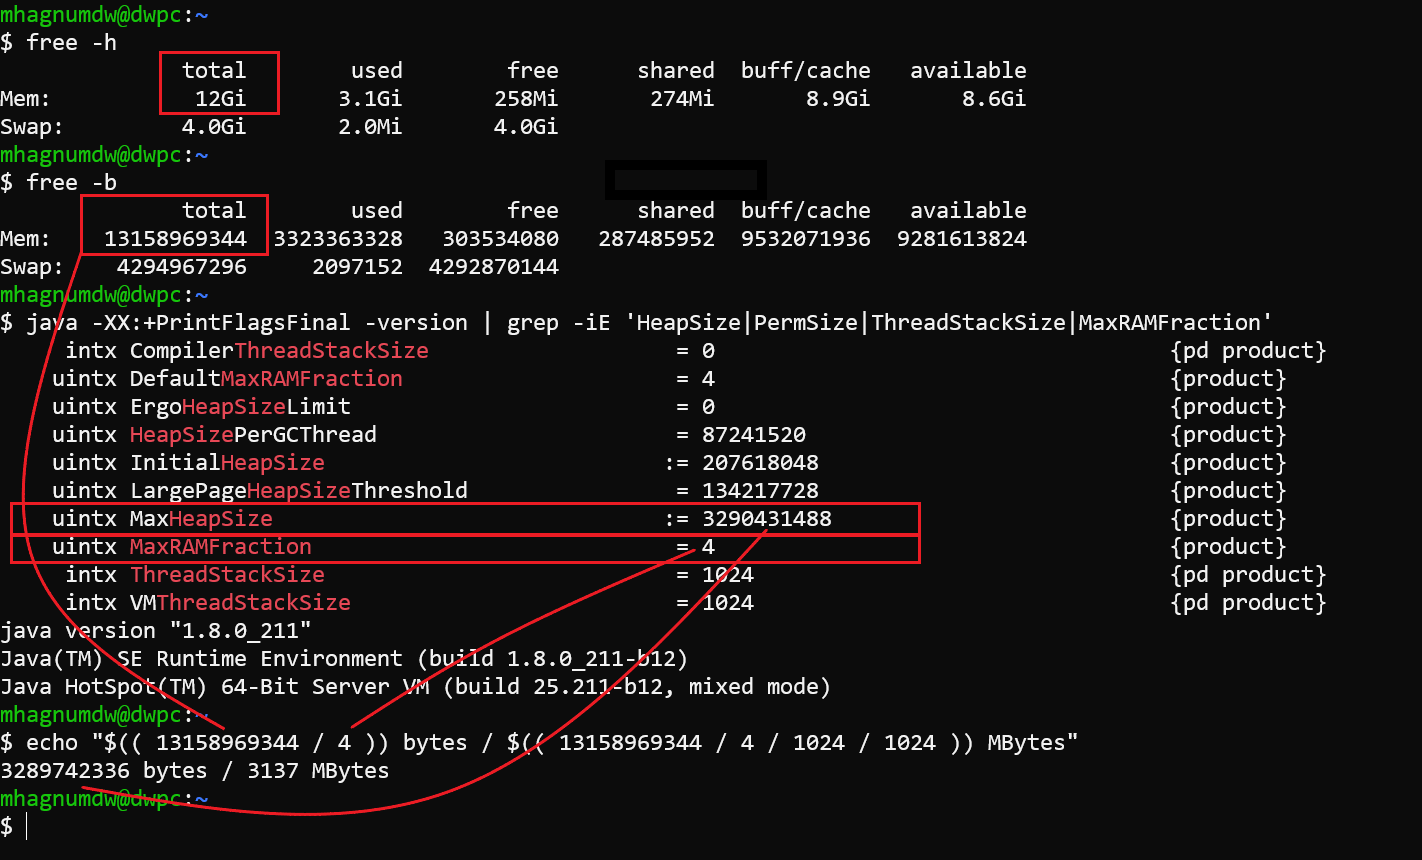 mhagnumdw@dwpc:~
$ free -h
total used free shared buff/cache available
Mem: 12Gi 3.1Gi 258Mi 274Mi 8.9Gi 8.6Gi
Swap: 4.0Gi 2.0Mi 4.0Gi
mhagnumdw@dwpc:~
$ free -b
total used free shared buff/cache available
Mem: 13158969344 3323363328 303534080 287485952 9532071936 9281613824
Swap: 4294967296 2097152 4292870144
mhagnumdw@dwpc:~
$ java -XX:+PrintFlagsFinal -version | grep -iE 'HeapSize|PermSize|ThreadStackSize|MaxRAMFraction'
intx CompilerThreadStackSize = 0 {pd product}
uintx DefaultMaxRAMFraction = 4 {product}
uintx ErgoHeapSizeLimit = 0 {product}
uintx HeapSizePerGCThread = 87241520 {product}
uintx InitialHeapSize := 207618048 {product}
uintx LargePageHeapSizeThreshold = 134217728 {product}
uintx MaxHeapSize := 3290431488 {product}
uintx MaxRAMFraction = 4 {product}
intx ThreadStackSize = 1024 {pd product}
intx VMThreadStackSize = 1024 {pd product}
java version "1.8.0_211"
Java(TM) SE Runtime Environment (build 1.8.0_211-b12)
Java HotSpot(TM) 64-Bit Server VM (build 25.211-b12, mixed mode)
mhagnumdw@dwpc:~
$ echo "$(( 13158969344 / 4 )) bytes / $(( 13158969344 / 4 / 1024 / 1024 )) MBytes"
3289742336 bytes / 3137 MBytes
mhagnumdw@dwpc:~
$